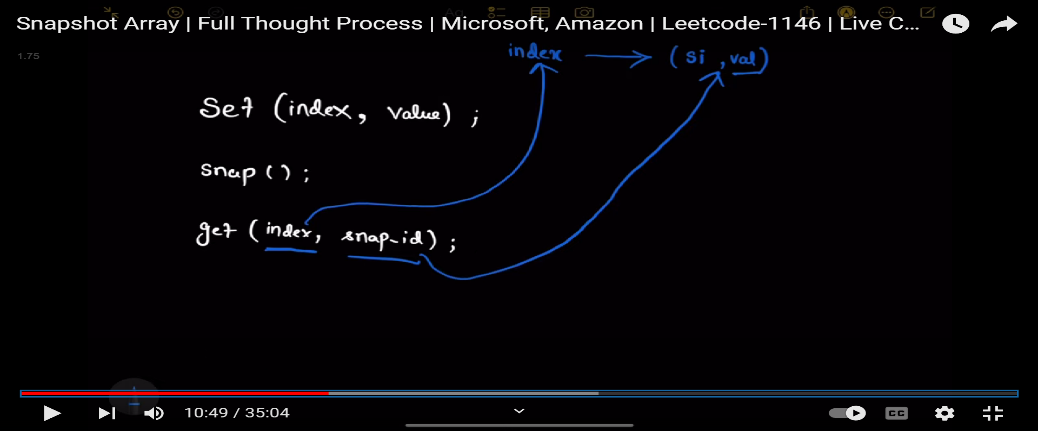 Snapshot Array | Full Thought Process | Microsoft, Amazon | Leetcode-1146 | Live C...
1.75
index → (si, val)
Set (index, value);
snap();
get (index, snap_id);
10:49 / 35:04
CC